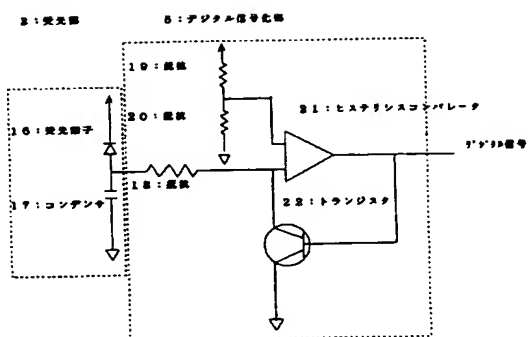 3：受光部
5：デジタル信号化部
19：抵抗
21：ヒステリシスコンパレータ
16：受光素子
20：抵抗
デジタル信号
18：抵抗
17：コンデンサ
22：トランジスタ